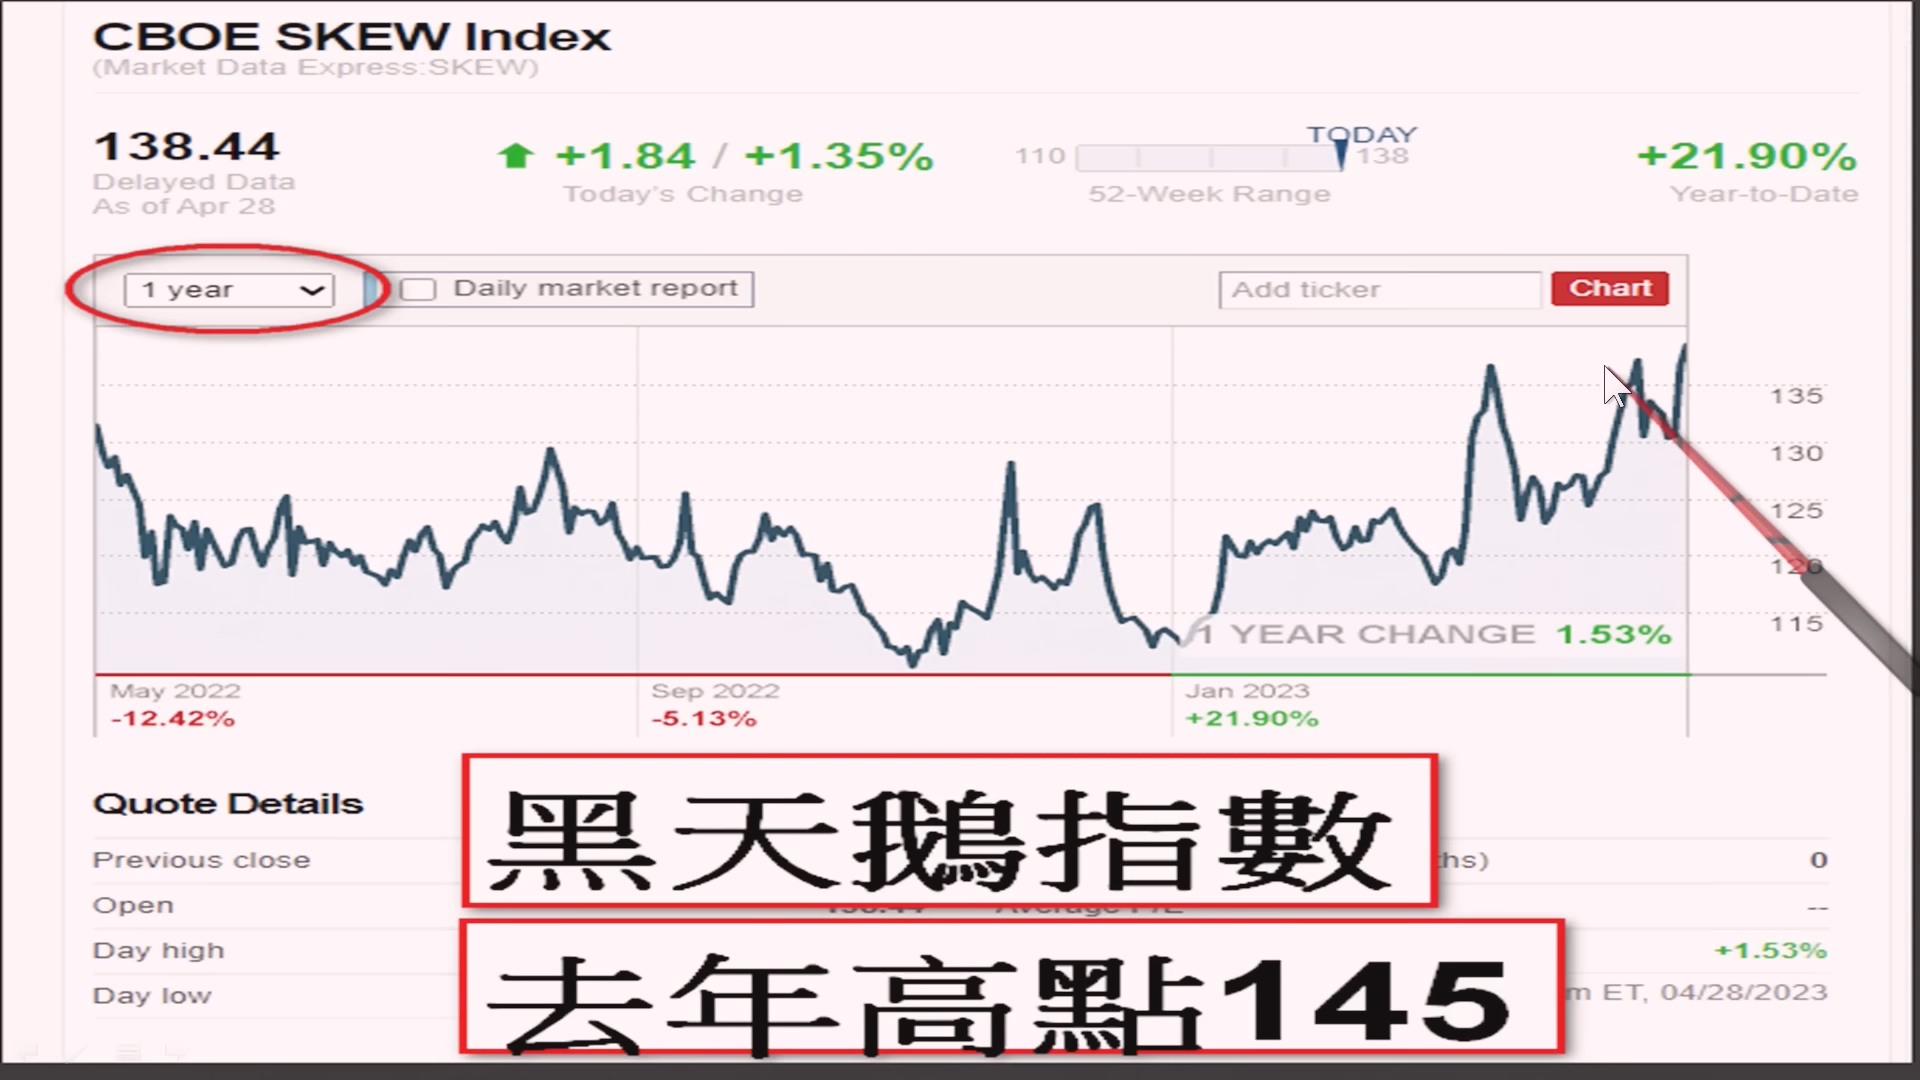 CBOE SKEW Index
(Market Data Express:SKEW)
138.44
Delayed Data
As of Apr 28
+1.84 / +1.35%
Today's Change
TODAY
110 138
52-Week Range
+21.90%
Year-to-Date
1 year
Daily market report
Add ticker
Chart
135
130
125
120
115
1 YEAR CHANGE 1.53%
May 2022
-12.42%
Sep 2022
-5.13%
Jan 2023
+21.90%
Quote Details
黑天鵝指數
Previous close
hs) 0
Open
--
去年高點145
Day high
+1.53%
Day low
m ET, 04/28/2023